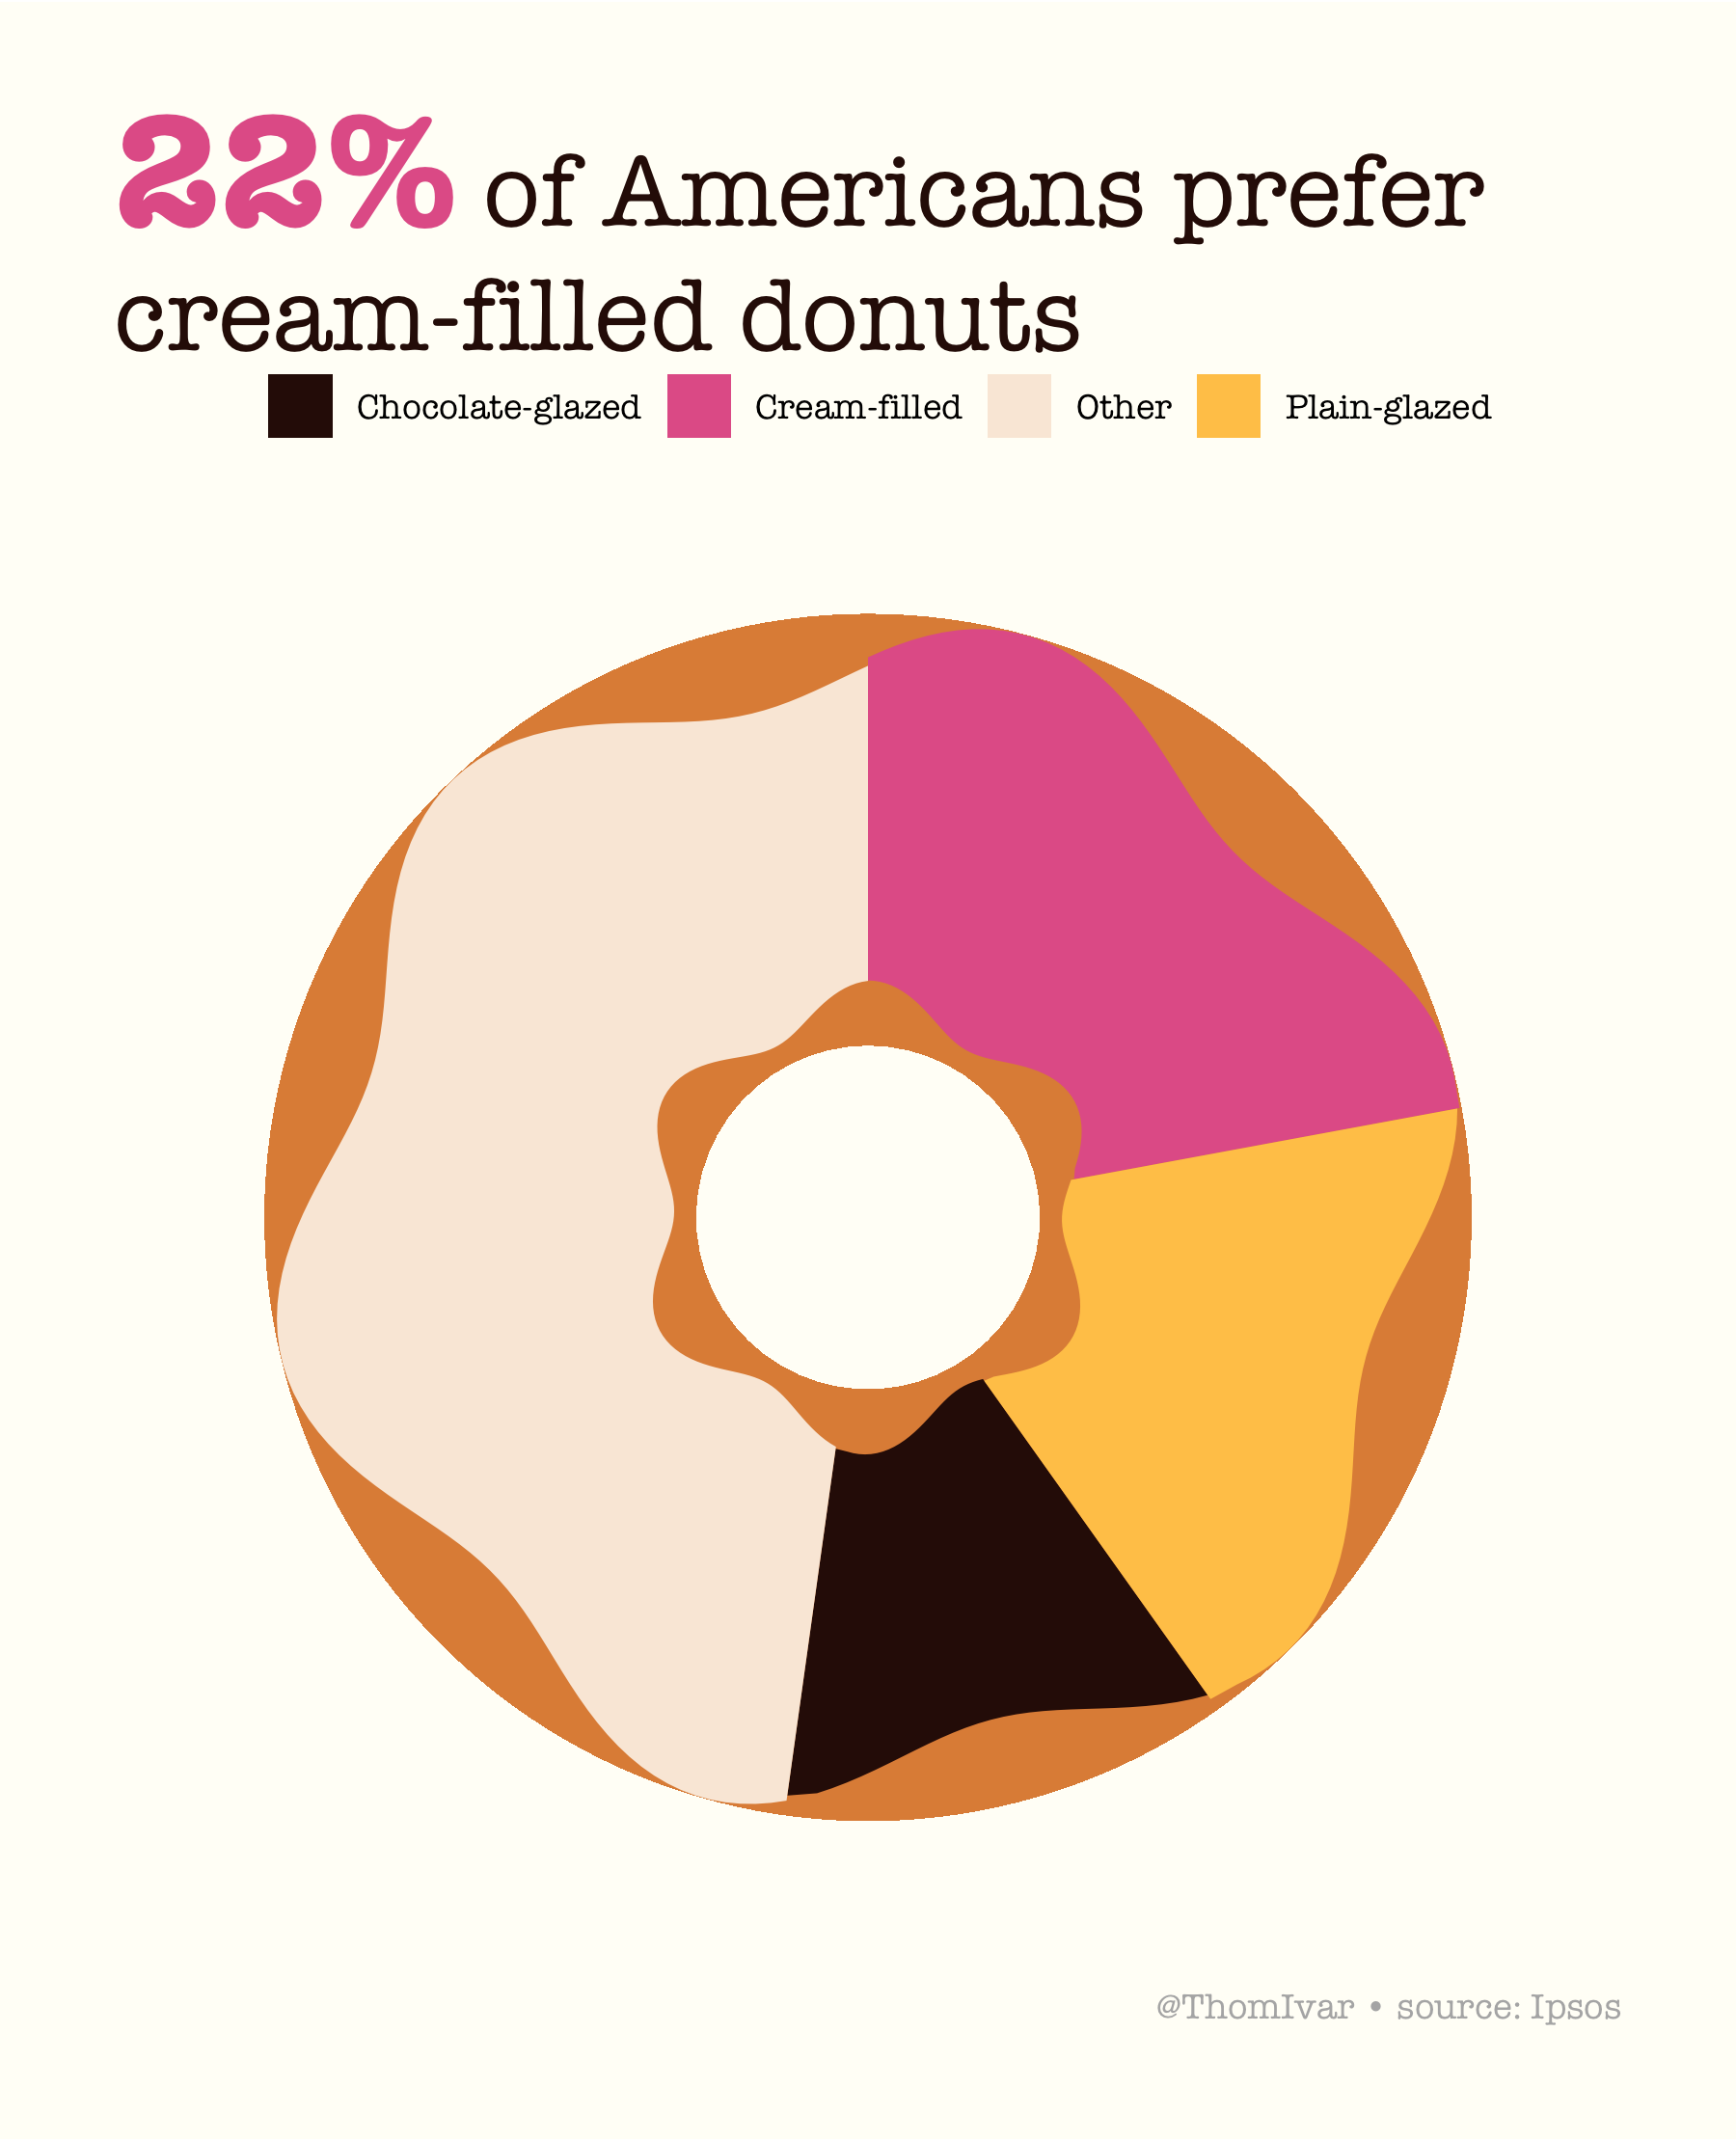 22% of Americans prefer
cream-filled donuts
Chocolate-glazed Cream-filled Other Plain-glazed
@ThomIvar • source: Ipsos